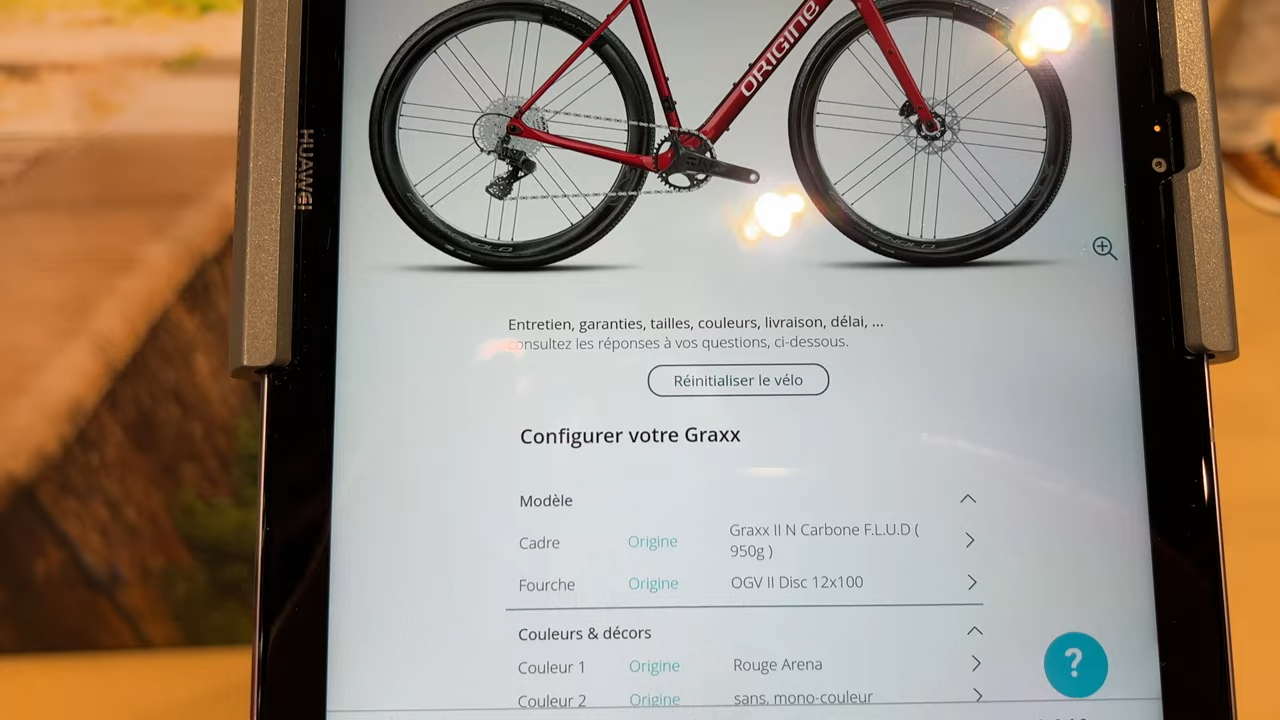 ORIGINE
HUAWEI
Entretien, garanties, tailles, couleurs, livraison, délai, ...
consultez les réponses à vos questions, ci-dessous.
Réinitialiser le vélo
Configurer votre Graxx
Modèle
Cadre Origine Graxx II N Carbone F.L.U.D (
950g )
Fourche Origine OGV II Disc 12x100
Couleurs & décors
Couleur 1 Origine Rouge Arena
Couleur 2 Origine sans, mono-couleur
?